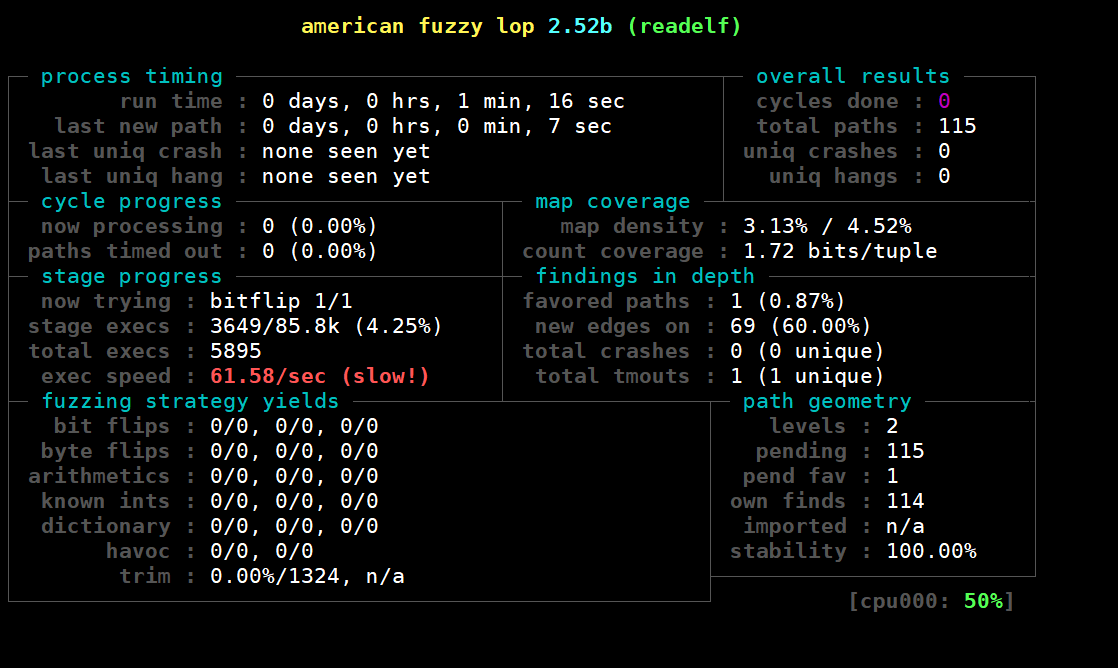 american fuzzy lop 2.52b (readelf)
process timing
run time : 0 days, 0 hrs, 1 min, 16 sec
last new path : 0 days, 0 hrs, 0 min, 7 sec
last uniq crash : none seen yet
last uniq hang : none seen yet
overall results
cycles done : 0
total paths : 115
uniq crashes : 0
uniq hangs : 0
cycle progress
now processing : 0 (0.00%)
paths timed out : 0 (0.00%)
map coverage
map density : 3.13% / 4.52%
count coverage : 1.72 bits/tuple
stage progress
now trying : bitflip 1/1
stage execs : 3649/85.8k (4.25%)
total execs : 5895
exec speed : 61.58/sec (slow!)
findings in depth
favored paths : 1 (0.87%)
new edges on : 69 (60.00%)
total crashes : 0 (0 unique)
total tmouts : 1 (1 unique)
fuzzing strategy yields
bit flips : 0/0, 0/0, 0/0
byte flips : 0/0, 0/0, 0/0
arithmetics : 0/0, 0/0, 0/0
known ints : 0/0, 0/0, 0/0
dictionary : 0/0, 0/0, 0/0
havoc : 0/0, 0/0
trim : 0.00%/1324, n/a
path geometry
levels : 2
pending : 115
pend fav : 1
own finds : 114
imported : n/a
stability : 100.00%
[cpu000: 50%]